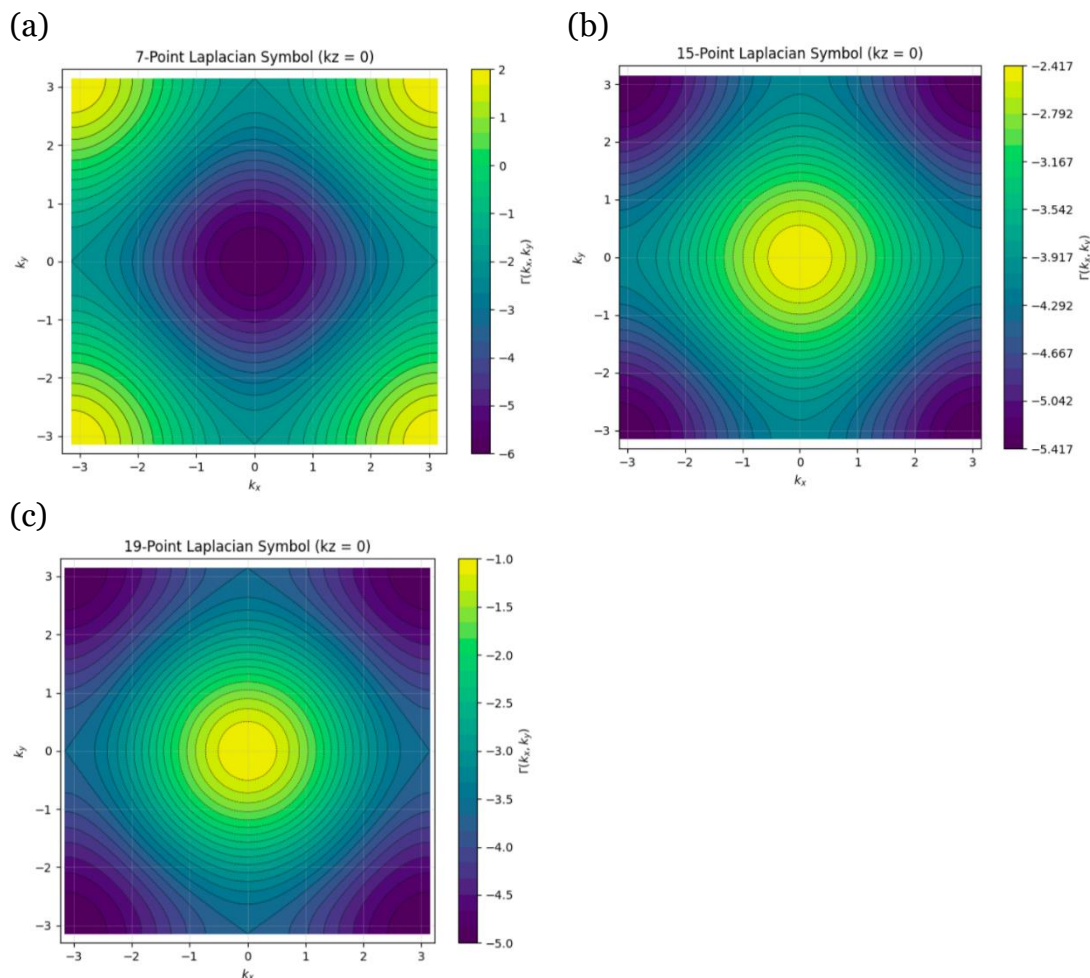 (a)
7-Point Laplacian Symbol (kz = 0)
3
2
1
0
−1
−2
−3
k_y
−3 −2 −1 0 1 2 3
k_x
2
1
0
−1
−2
−3
−4
−5
−6
Γ(k_x, k_y)
(b)
15-Point Laplacian Symbol (kz = 0)
3
2
1
0
−1
−2
−3
k_y
−3 −2 −1 0 1 2 3
k_x
−2.417
−2.792
−3.167
−3.542
−3.917
−4.292
−4.667
−5.042
−5.417
Γ(k_x, k_y)
(c)
19-Point Laplacian Symbol (kz = 0)
3
2
1
0
−1
−2
−3
k_y
−3 −2 −1 0 1 2 3
k_x
−1.0
−1.5
−2.0
−2.5
−3.0
−3.5
−4.0
−4.5
−5.0
Γ(k_x, k_y)